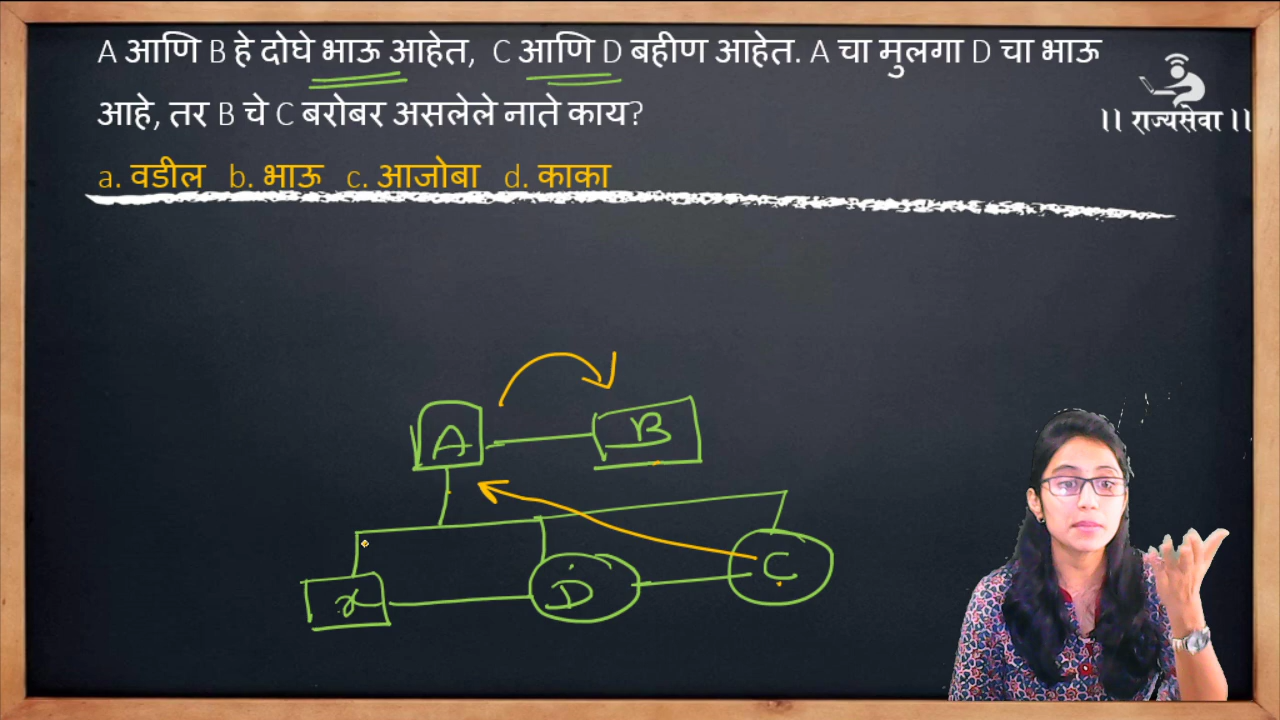 A आणि B हे दोघे भाऊ आहेत, C आणि D बहीण आहेत. A चा मुलगा D चा भाऊ
आहे, तर B चे C बरोबर असलेले नाते काय?
a. वडील b. भाऊ c. आजोबा d. काका
।। राज्यसेवा ।।
A B
x D C